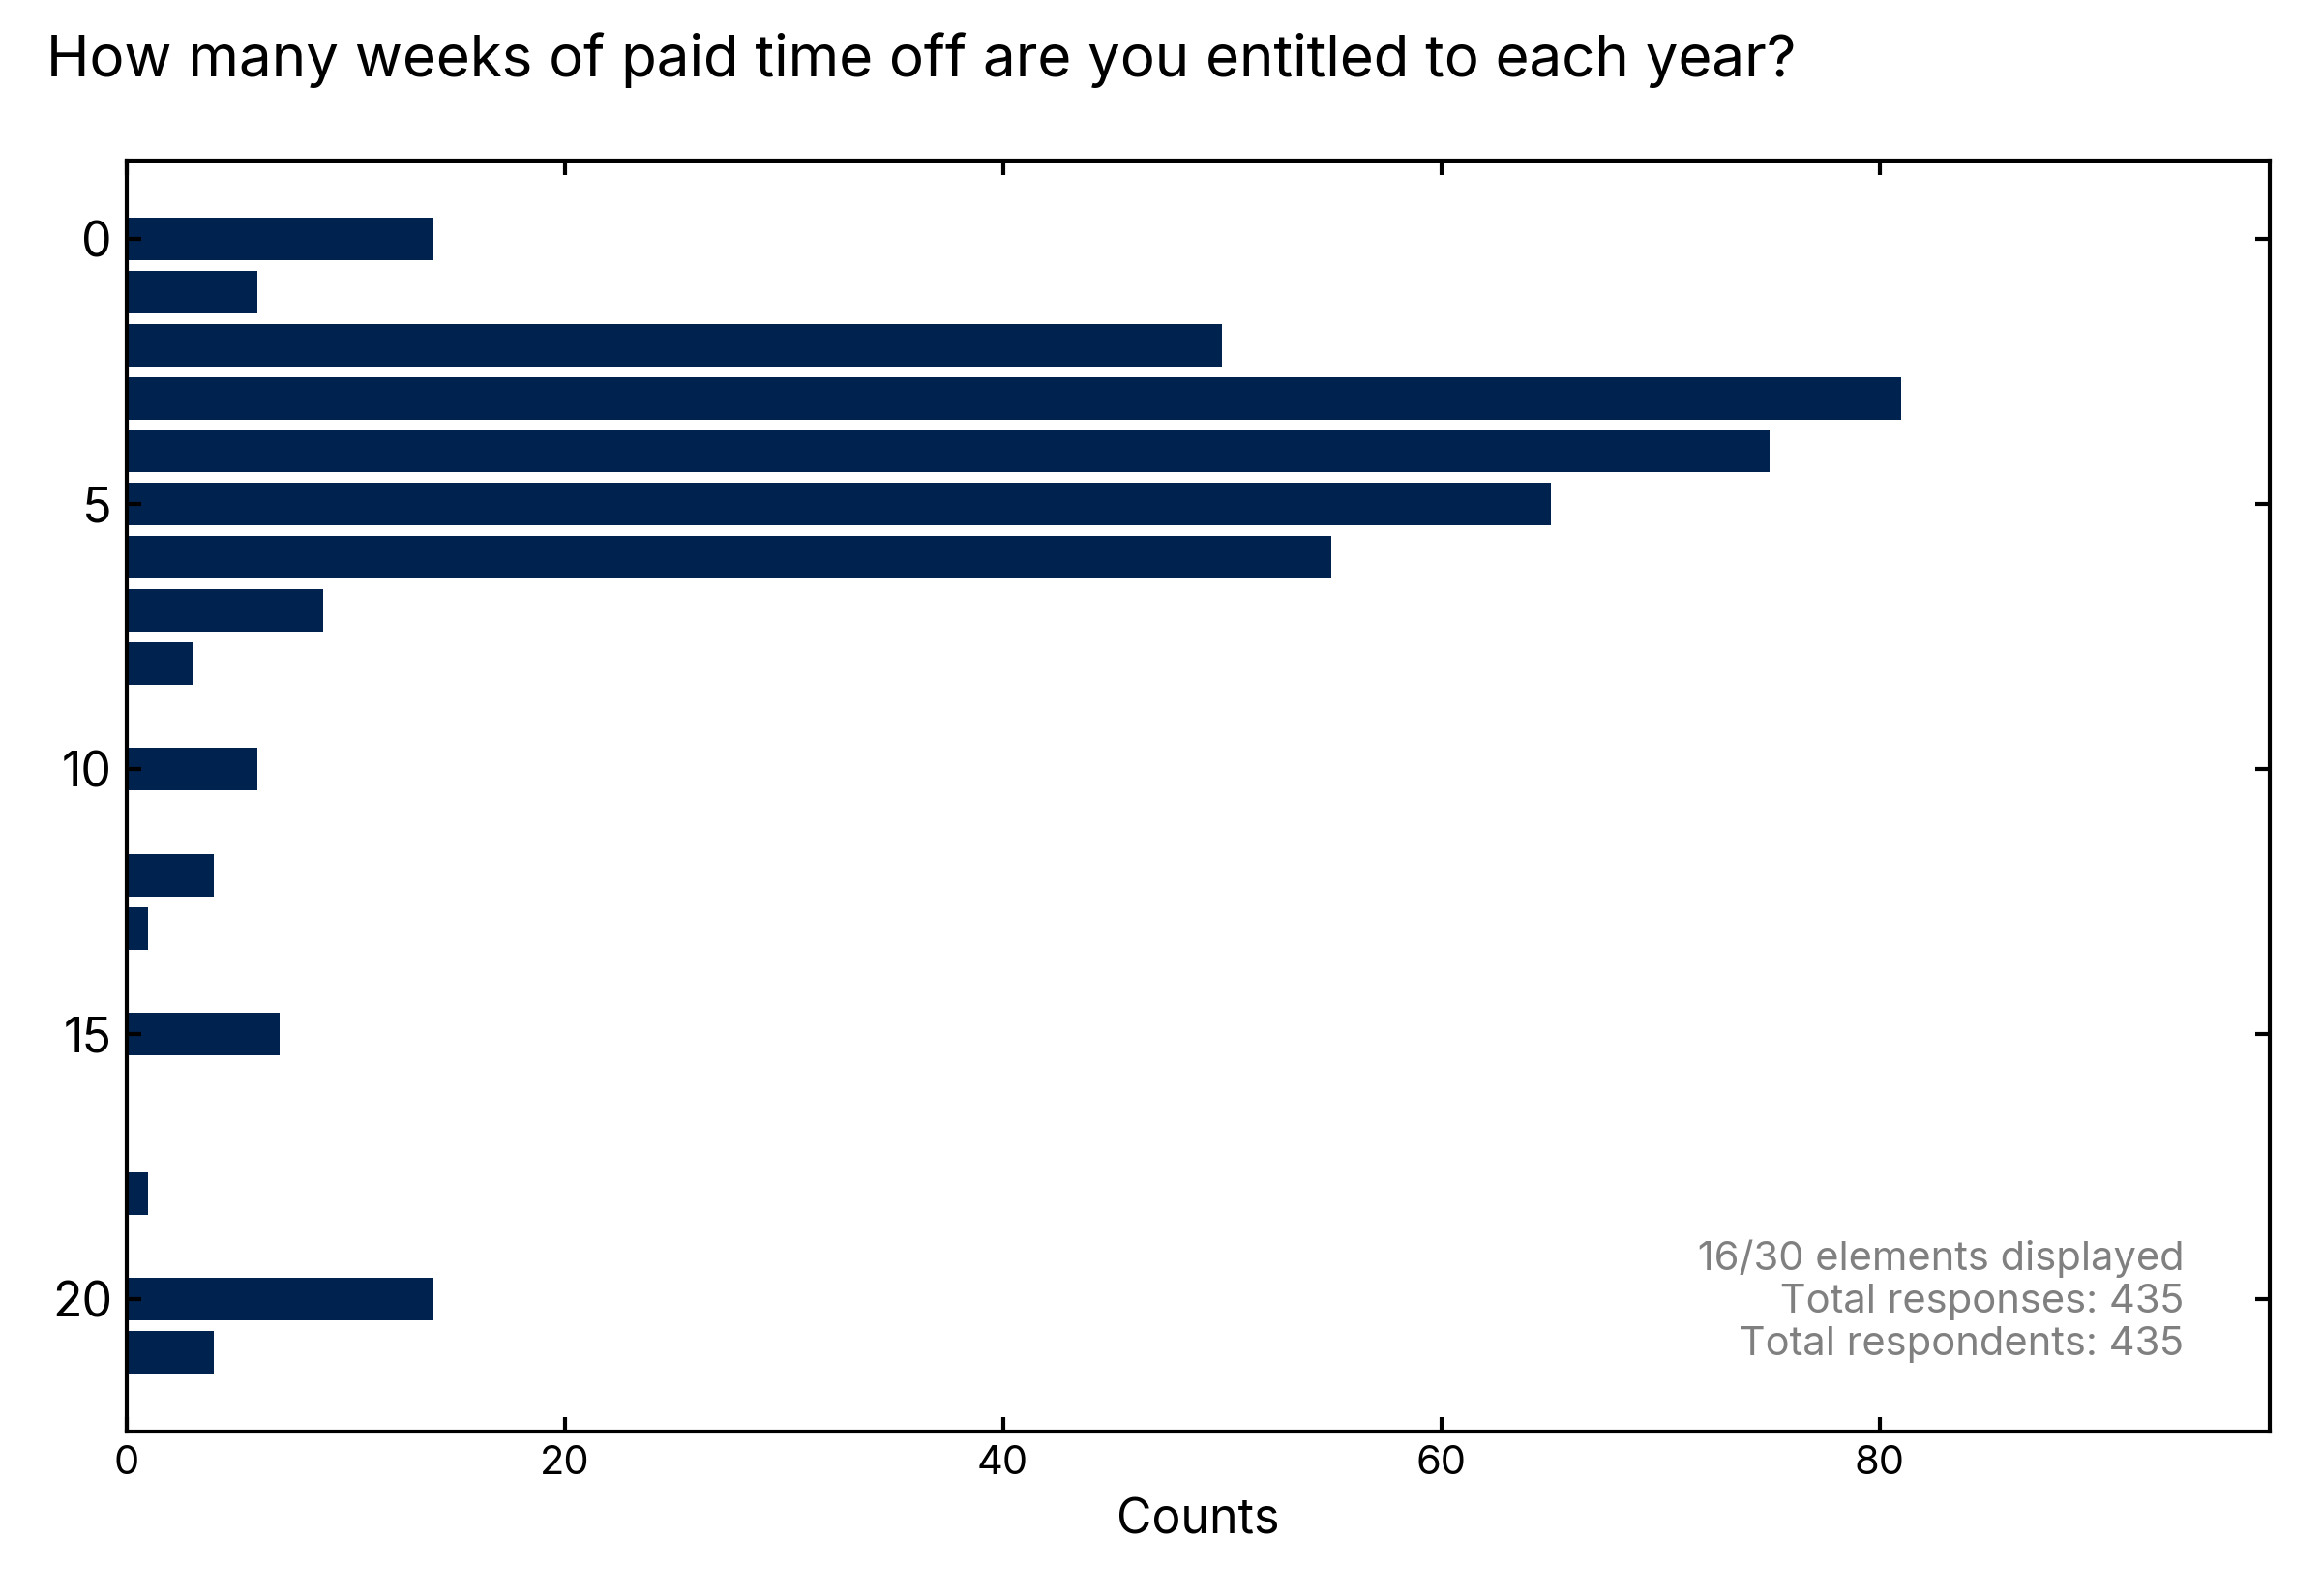 How many weeks of paid time off are you entitled to each year?
0
5
10
15
20
16/30 elements displayed
Total responses: 435
Total respondents: 435
0 20 40 60 80
Counts